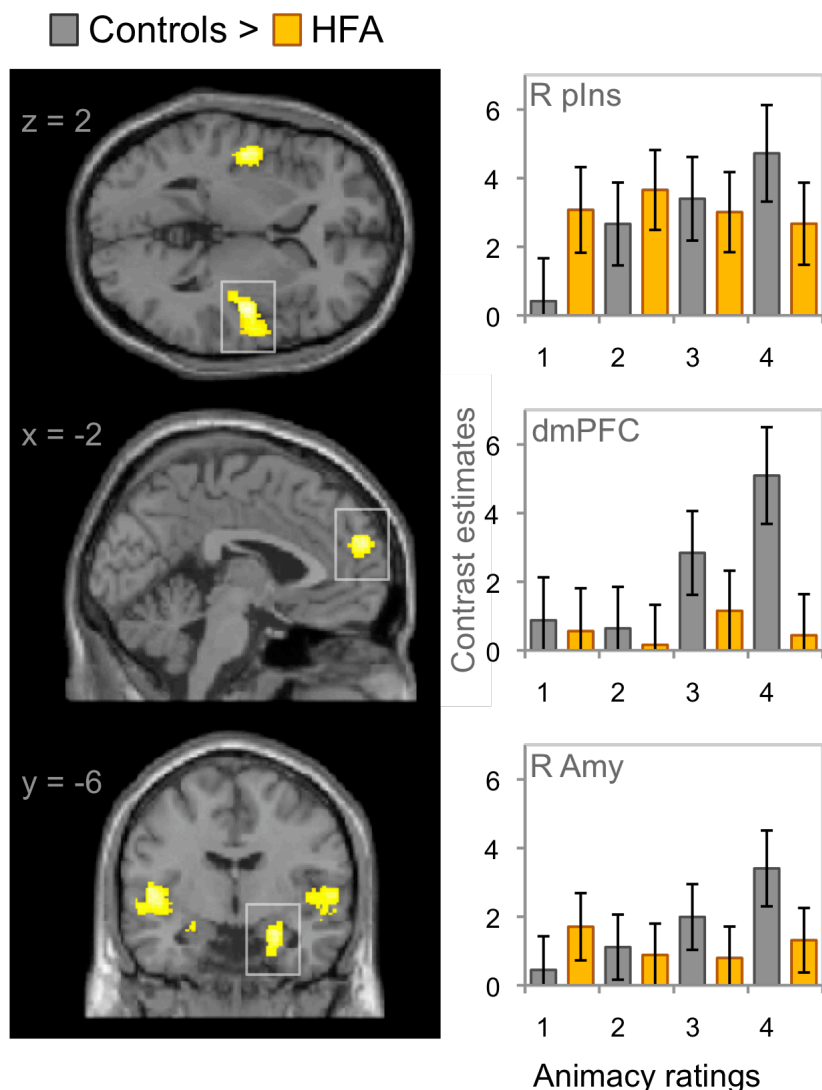 Controls > HFA
z = 2
R pIns
6
4
2
0
1 2 3 4
x = -2
dmPFC
6
4
2
0
1 2 3 4
Contrast estimates
y = -6
R Amy
6
4
2
0
1 2 3 4
Animacy ratings